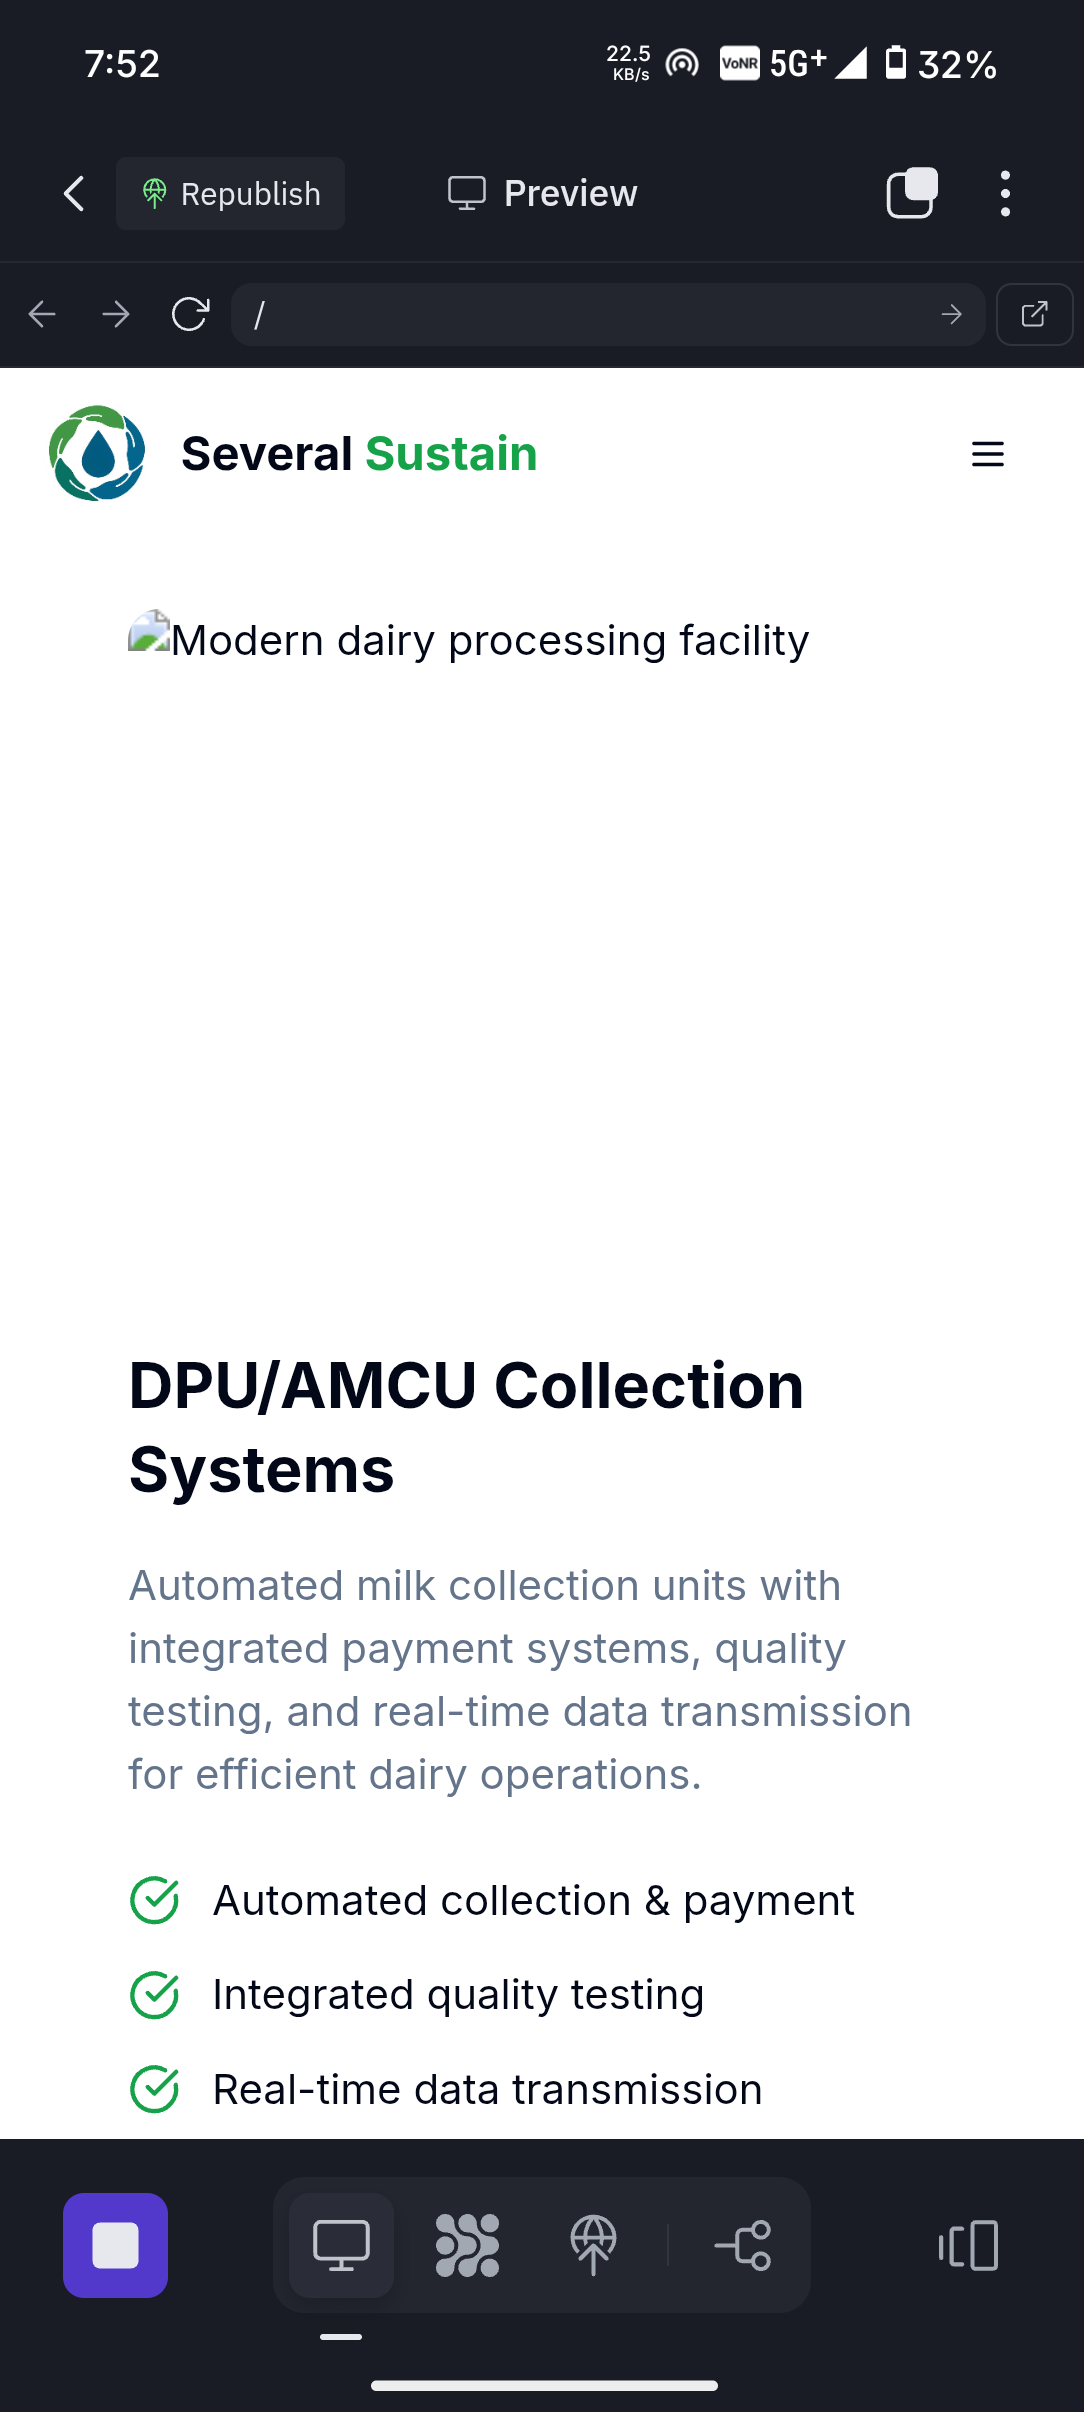 7:52
22.5
KB/s
VoNR
5G+
32%
Republish
Preview
/
Several Sustain
Modern dairy processing facility
DPU/AMCU Collection
Systems
Automated milk collection units with
integrated payment systems, quality
testing, and real-time data transmission
for efficient dairy operations.
Automated collection & payment
Integrated quality testing
Real-time data transmission